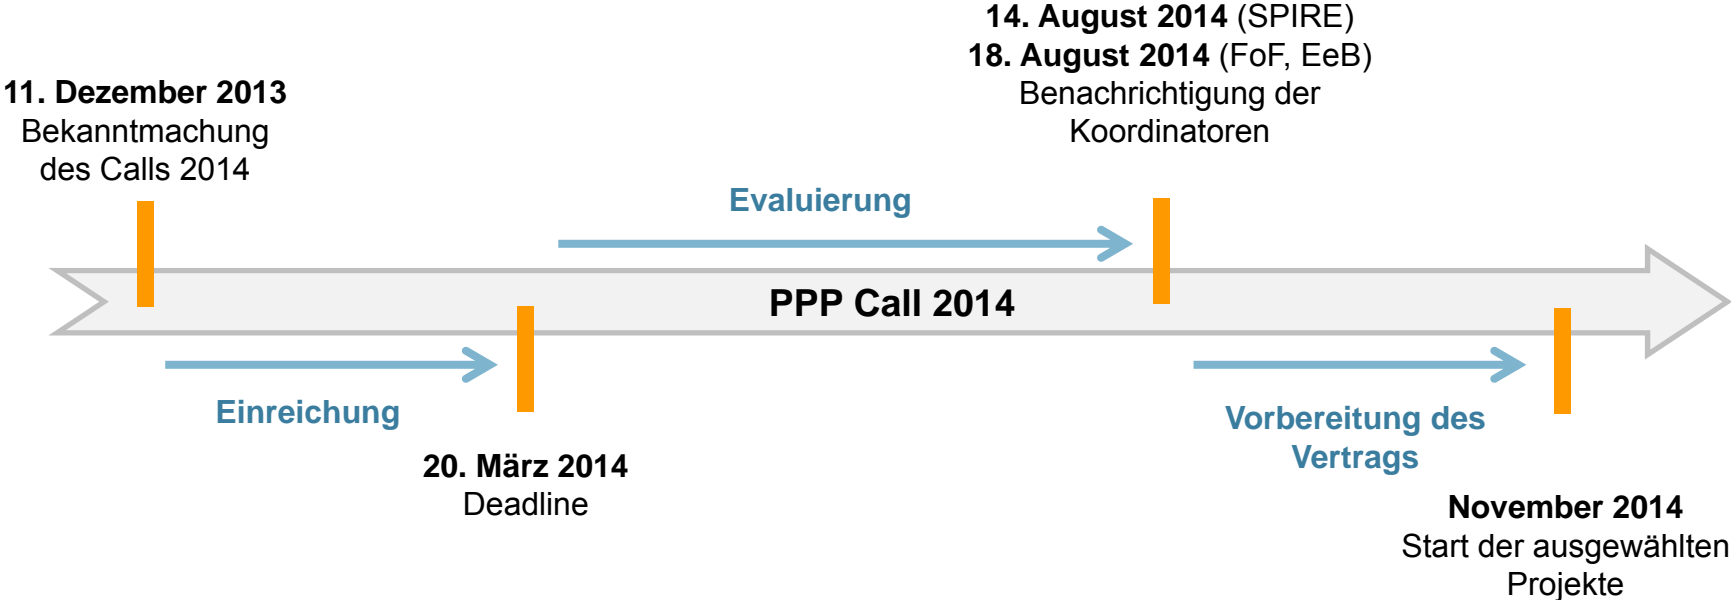 14. August 2014 (SPIRE)
18. August 2014 (FoF, EeB)
Benachrichtigung der
Koordinatoren
11. Dezember 2013
Bekanntmachung
des Calls 2014
Evaluierung
PPP Call 2014
Einreichung
20. März 2014
Deadline
Vorbereitung des
Vertrags
November 2014
Start der ausgewählten
Projekte